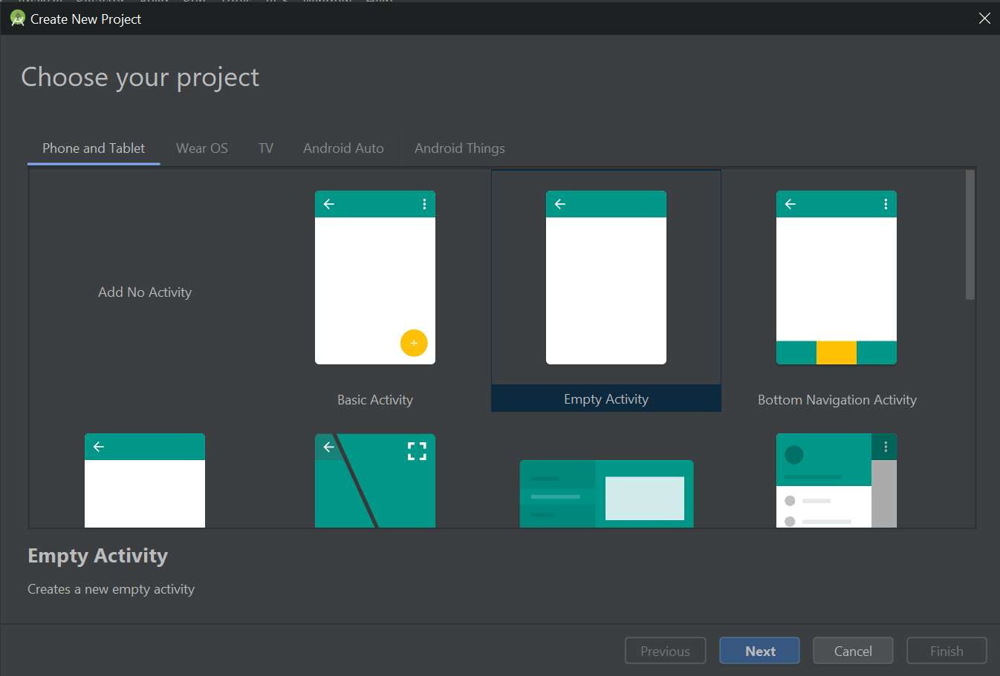 Create New Project
Choose your project
Phone and Tablet Wear OS TV Android Auto Android Things
Add No Activity
Basic Activity
Empty Activity
Bottom Navigation Activity
Empty Activity
Creates a new empty activity
Previous Next Cancel Finish